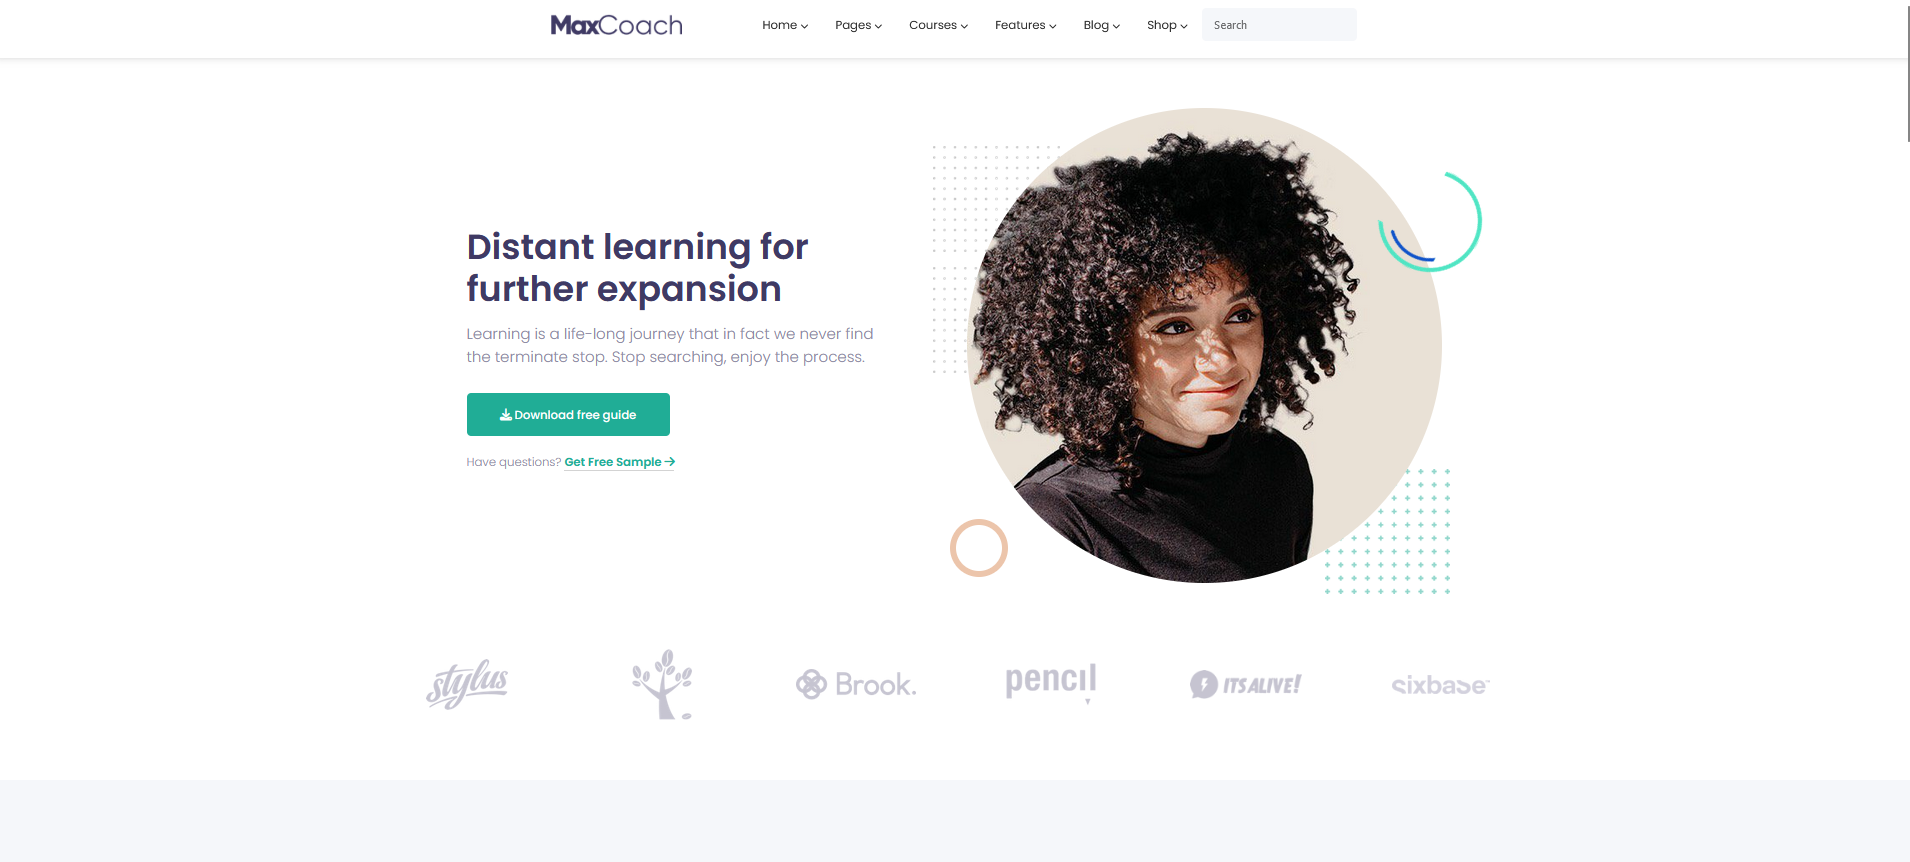 MaxCoach
Home Pages Courses Features Blog Shop Search
Distant learning for
further expansion
Learning is a life-long journey that in fact we never find
the terminate stop. Stop searching, enjoy the process.
Download free guide
Have questions? Get Free Sample
stylus
Brook.
pencil
ITS ALIVE!
sixbase